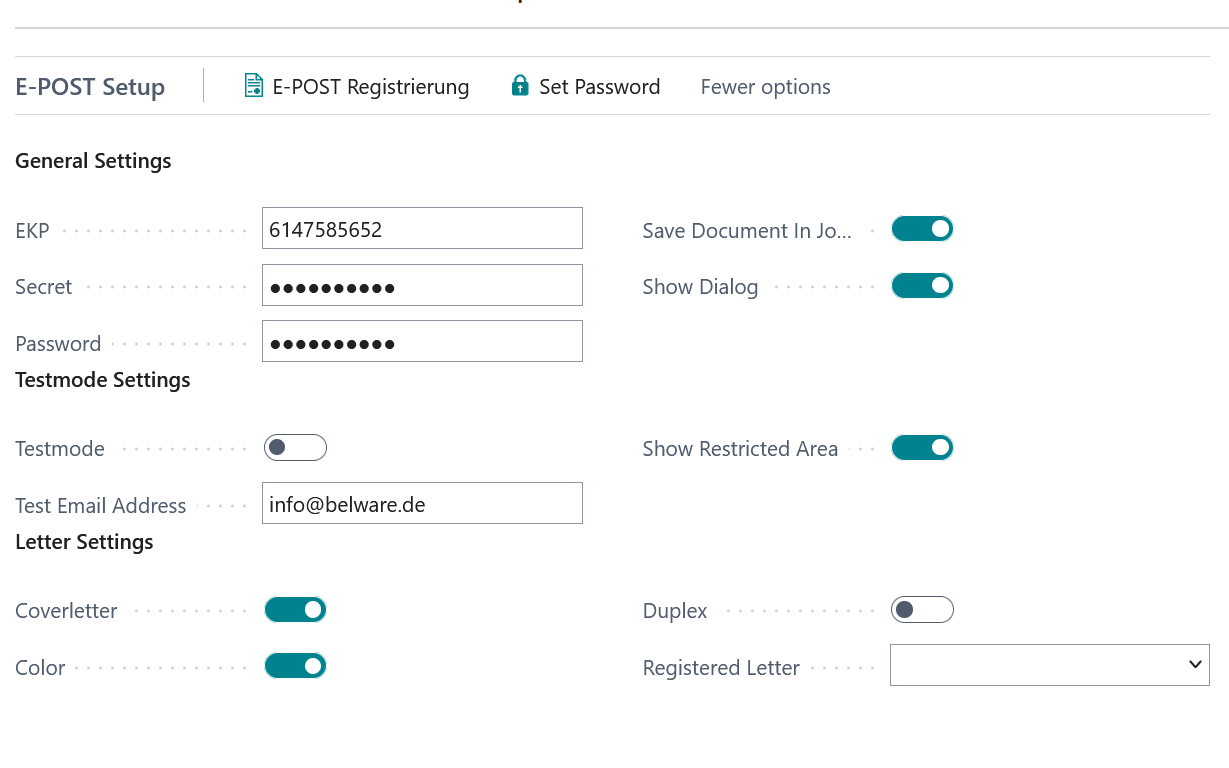 E-POST Setup E-POST Registrierung Set Password Fewer options
General Settings
EKP 6147585652 Save Document In Jo...
Secret ●●●●●●●●●● Show Dialog
Password ●●●●●●●●●●
Testmode Settings
Testmode Show Restricted Area
Test Email Address info@belware.de
Letter Settings
Coverletter Duplex
Color Registered Letter